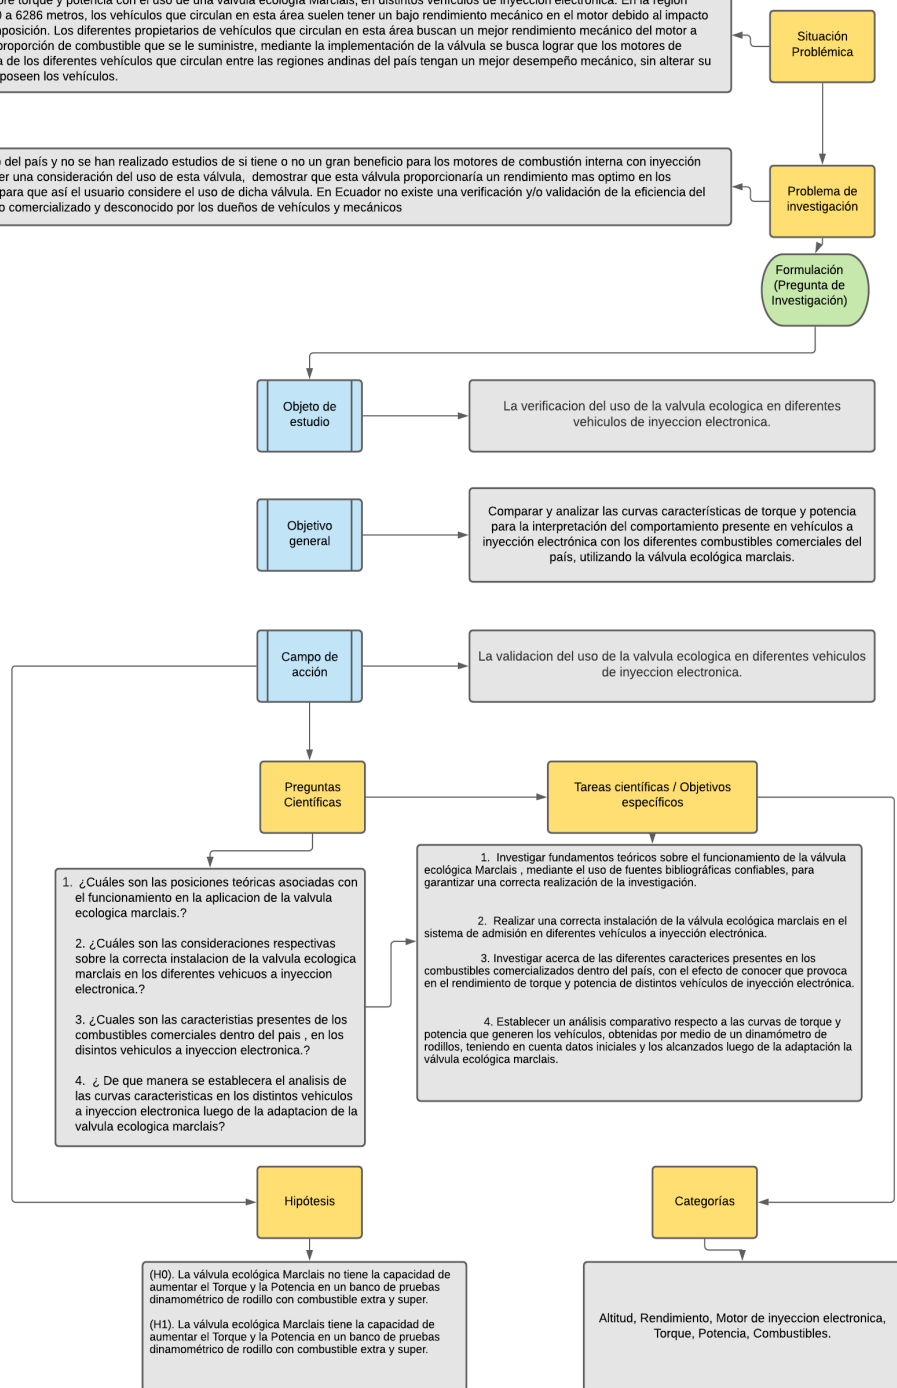 bre torque y potencia con el uso de una válvula ecología Marclais, en distintos vehículos de inyección electrónica. En la región
0 a 6286 metros, los vehículos que circulan en esta área suelen tener un bajo rendimiento mecánico en el motor debido al impacto
mposición. Los diferentes propietarios de vehículos que circulan en esta área buscan un mejor rendimiento mecánico del motor a
proporción de combustible que se le suministre, mediante la implementación de la válvula se busca lograr que los motores de
a de los diferentes vehículos que circulan entre las regiones andinas del país tengan un mejor desempeño mecánico, sin alterar su
poseen los vehículos.
Situación
Problémica
o del país y no se han realizado estudios de si tiene o no un gran beneficio para los motores de combustión interna con inyección
er una consideración del uso de esta válvula, demostrar que esta válvula proporcionaría un rendimiento mas optimo en los
para que así el usuario considere el uso de dicha válvula. En Ecuador no existe una verificación y/o validación de la eficiencia del
o comercializado y desconocido por los dueños de vehículos y mecánicos
Problema de
investigación
Formulación
(Pregunta de
Investigación)
Objeto de
estudio
La verificacion del uso de la valvula ecologica en diferentes
vehiculos de inyeccion electronica.
Objetivo
general
Comparar y analizar las curvas características de torque y potencia
para la interpretación del comportamiento presente en vehículos a
inyección electrónica con los diferentes combustibles comerciales del
país, utilizando la válvula ecológica marclais.
Campo de
acción
La validacion del uso de la valvula ecologica en diferentes vehiculos
de inyeccion electronica.
Preguntas
Científicas
Tareas científicas / Objetivos
específicos
1. ¿Cuáles son las posiciones teóricas asociadas con
el funcionamiento en la aplicacion de la valvula
ecologica marclais.?
2. ¿Cuáles son las consideraciones respectivas
sobre la correcta instalacion de la valvula ecologica
marclais en los diferentes vehicuos a inyeccion
electronica.?
3. ¿Cuales son las caracteristias presentes de los
combustibles comerciales dentro del pais , en los
disintos vehiculos a inyeccion electronica.?
4. ¿ De que manera se establecera el analisis de
las curvas caracteristicas en los distintos vehiculos
a inyeccion electronica luego de la adaptacion de la
valvula ecologica marclais?
1. Investigar fundamentos teóricos sobre el funcionamiento de la válvula
ecológica Marclais , mediante el uso de fuentes bibliográficas confiables, para
garantizar una correcta realización de la investigación.
2. Realizar una correcta instalación de la válvula ecológica marclais en el
sistema de admisión en diferentes vehículos a inyección electrónica.
3. Investigar acerca de las diferentes caracterices presentes en los
combustibles comercializados dentro del país, con el efecto de conocer que provoca
en el rendimiento de torque y potencia de distintos vehículos de inyección electrónica.
4. Establecer un análisis comparativo respecto a las curvas de torque y
potencia que generen los vehículos, obtenidas por medio de un dinamómetro de
rodillos, teniendo en cuenta datos iniciales y los alcanzados luego de la adaptación la
válvula ecológica marclais.
Hipótesis
Categorías
(H0). La válvula ecológica Marclais no tiene la capacidad de
aumentar el Torque y la Potencia en un banco de pruebas
dinamométrico de rodillo con combustible extra y super.
(H1). La válvula ecológica Marclais tiene la capacidad de
aumentar el Torque y la Potencia en un banco de pruebas
dinamométrico de rodillo con combustible extra y super.
Altitud, Rendimiento, Motor de inyeccion electronica,
Torque, Potencia, Combustibles.